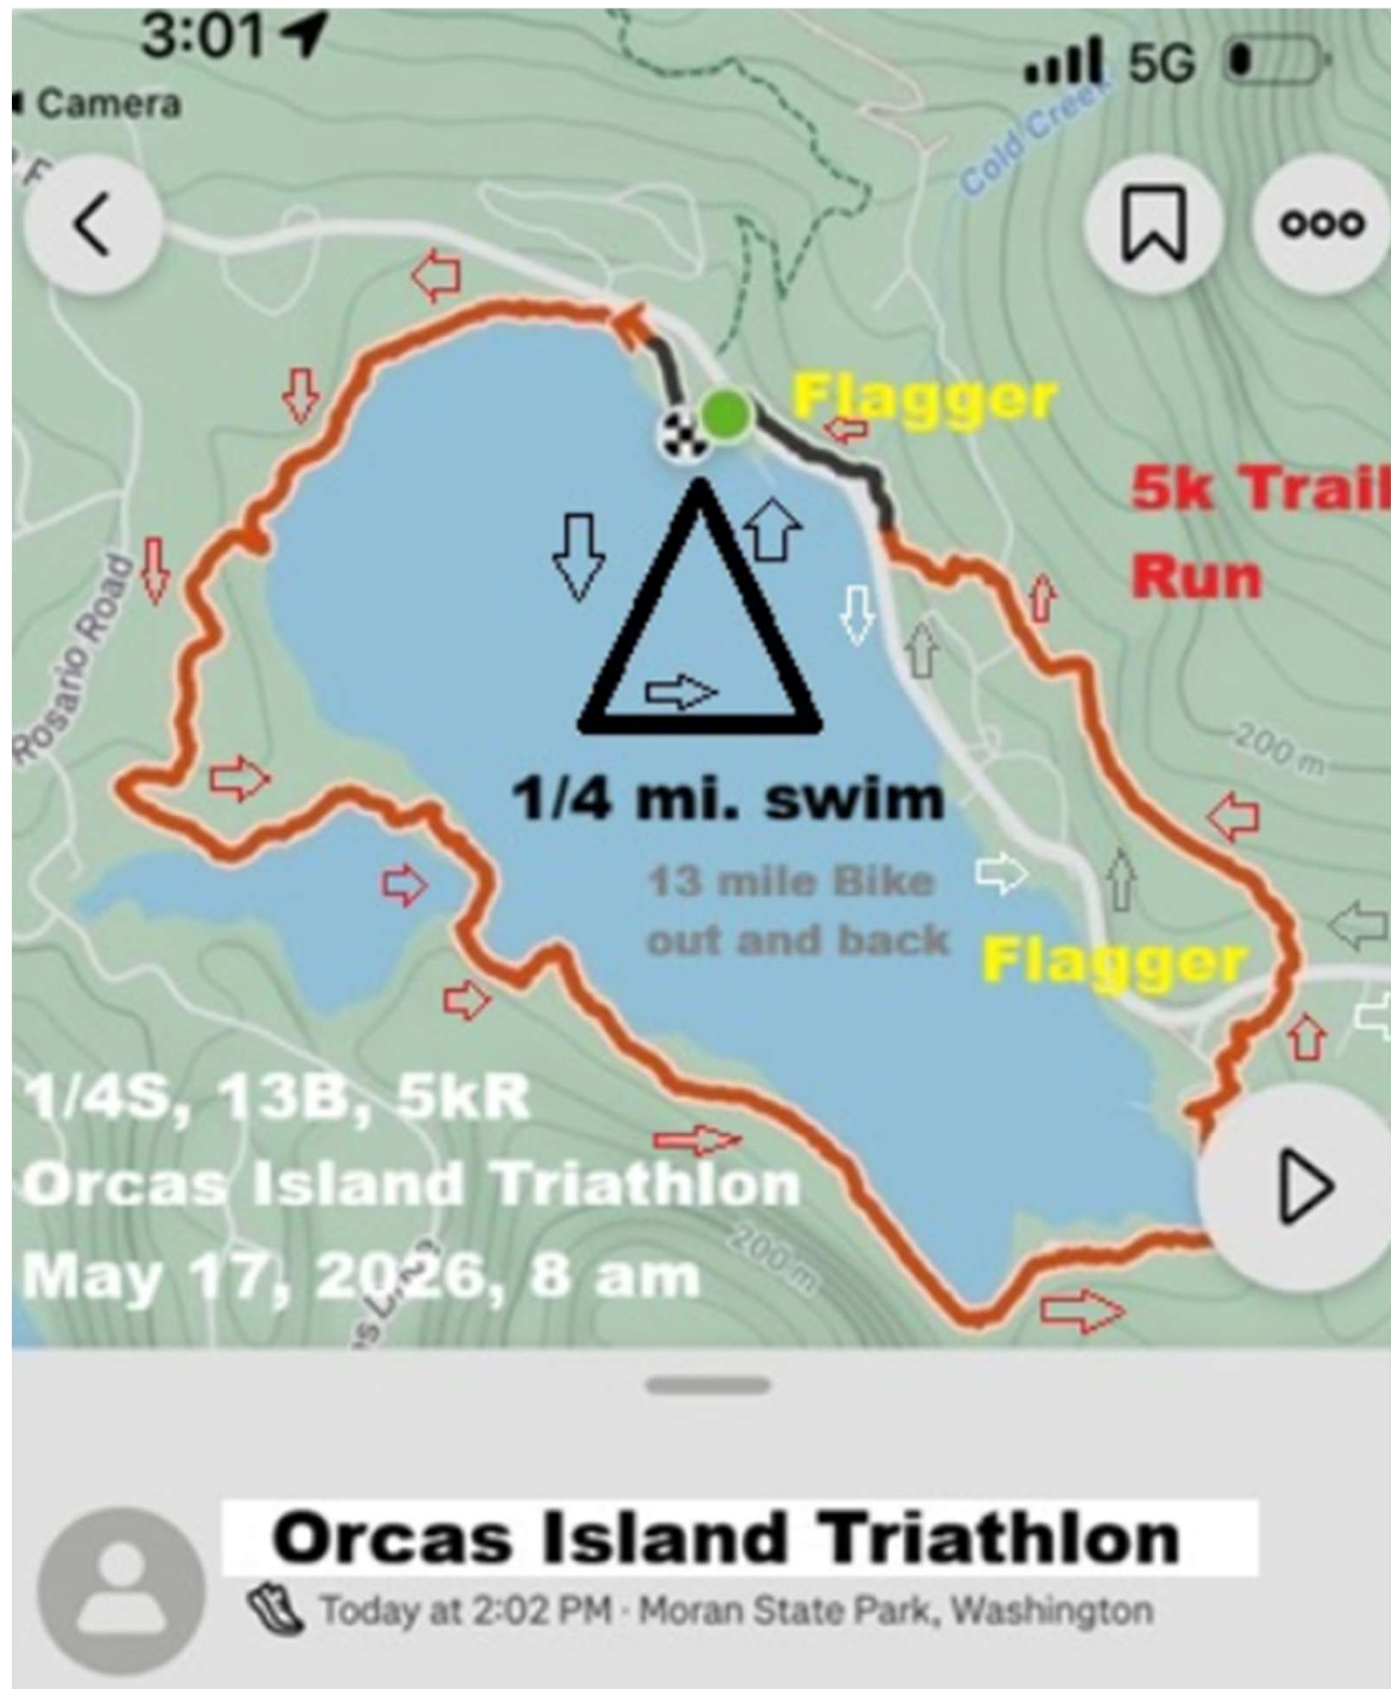 3:01
5G
Camera
Cold Creek
Flagger
5k Trail
Run
Rosario Road
200 m
1/4 mi. swim
13 mile Bike
out and back
Flagger
1/4S, 13B, 5kR
Orcas Island Triathlon
200 m
May 17, 2026, 8 am
Orcas Island Triathlon
Today at 2:02 PM · Moran State Park, Washington